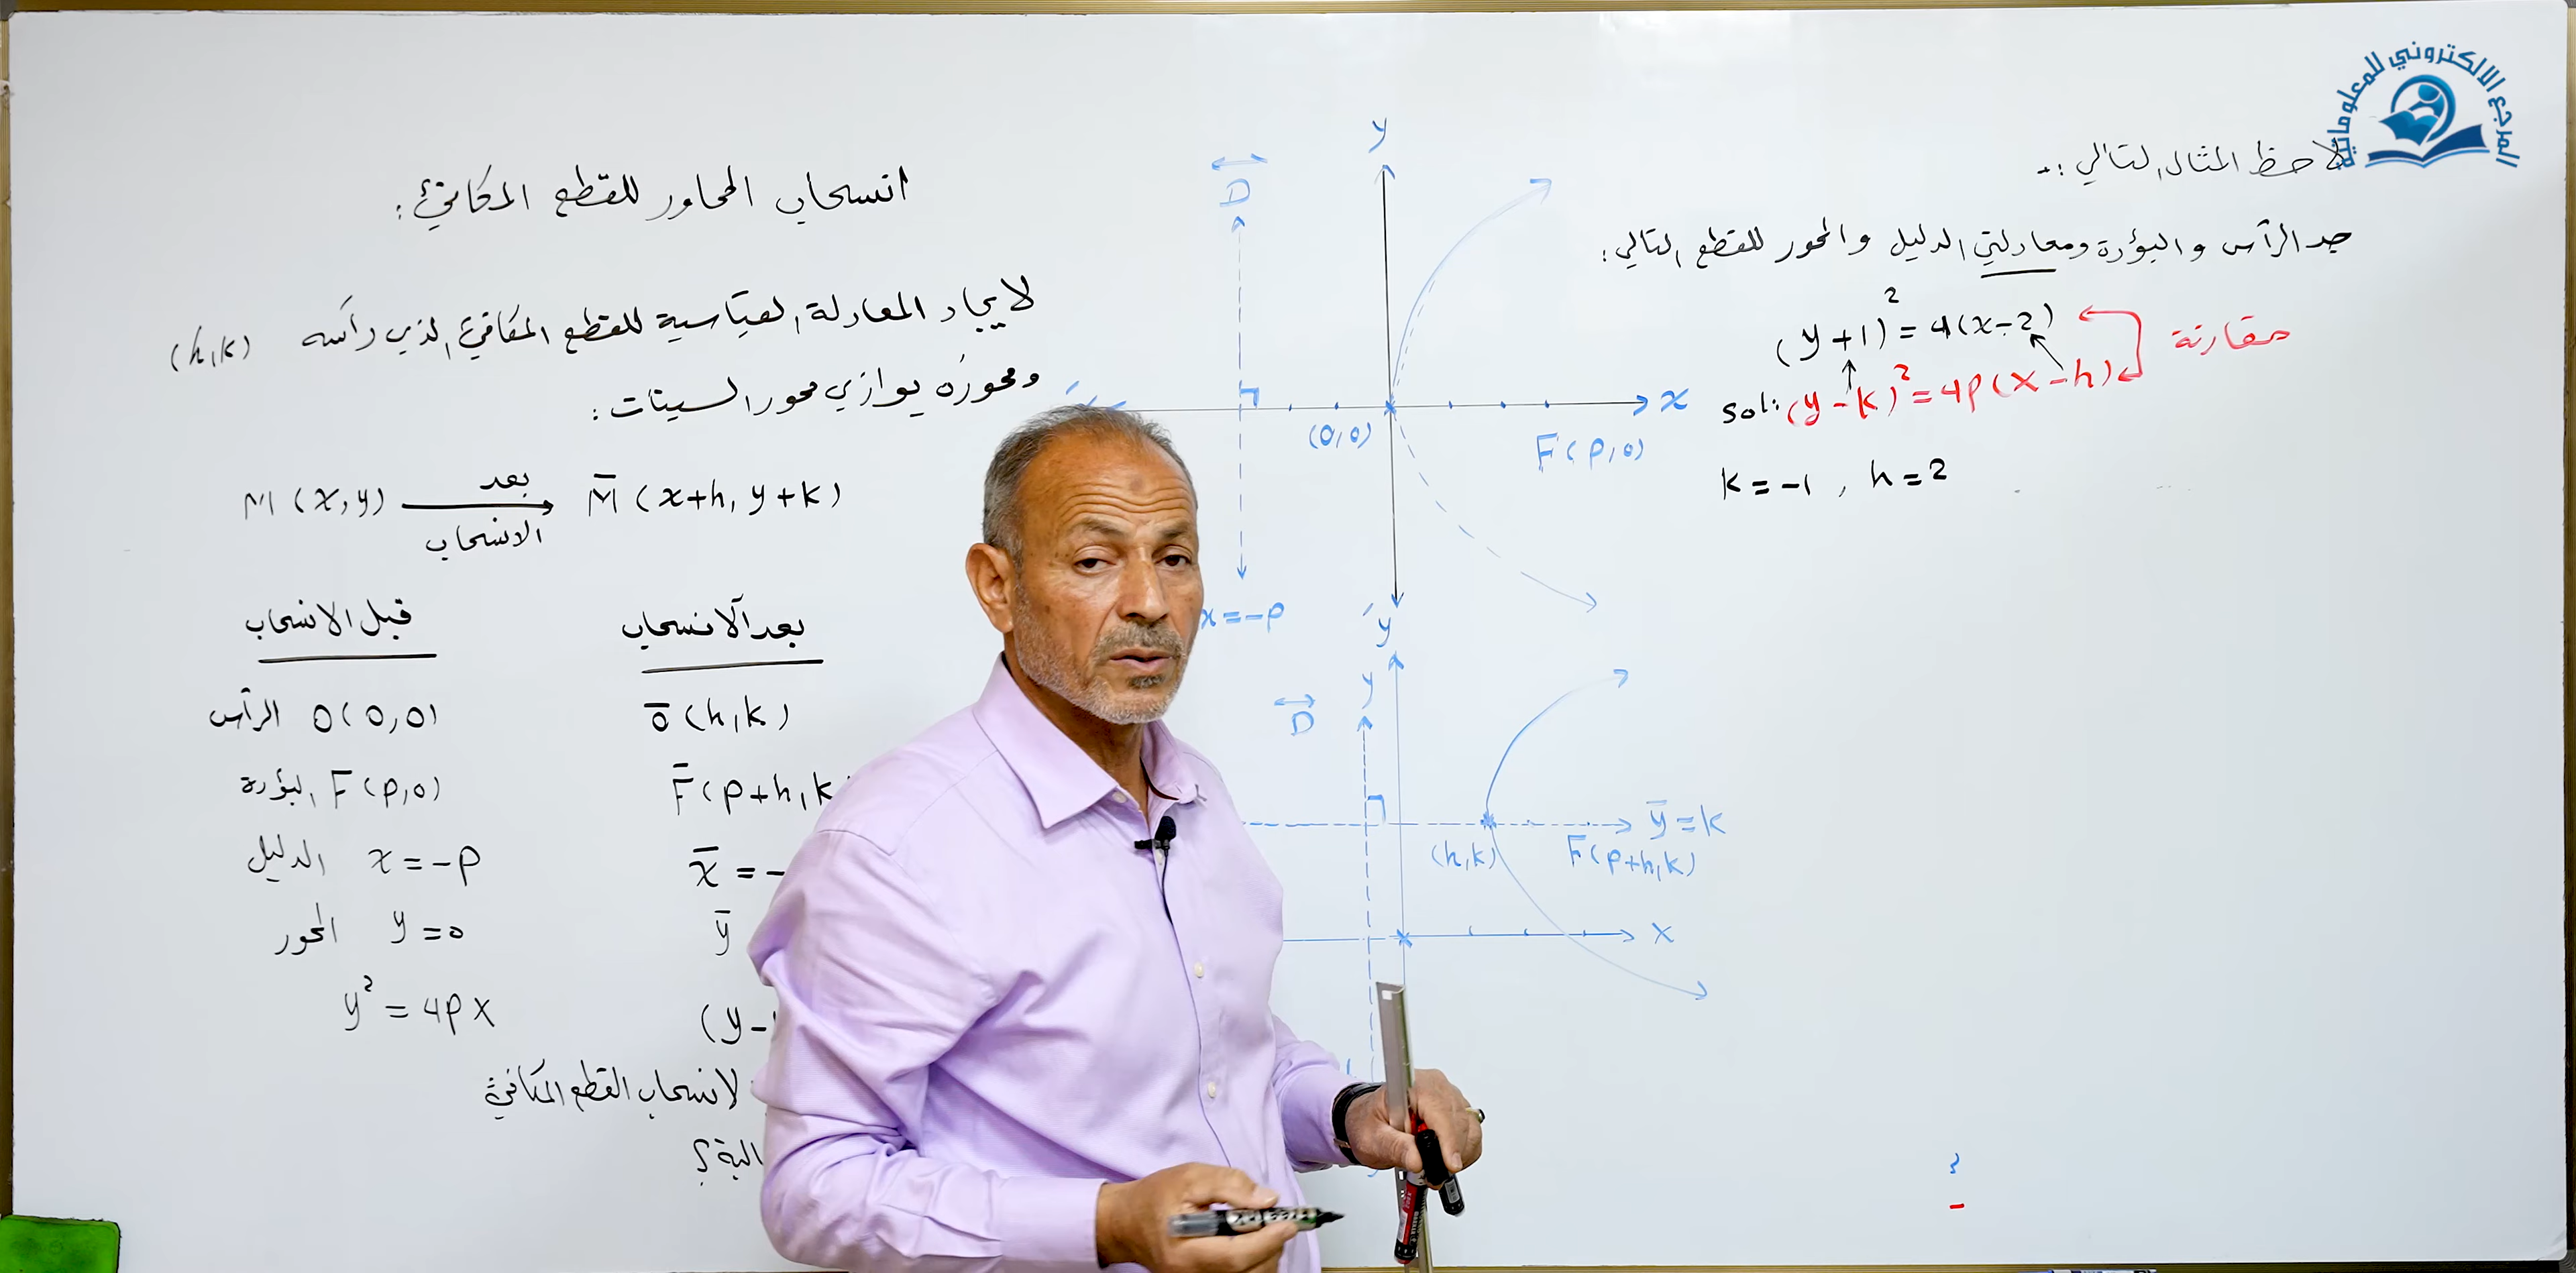 المرجع الالكتروني للمعلوماتية
انسحاب المحاور للقطع المكافئ:
لايجاد المعادلة القياسية للقطع المكافئ الذي رأسه (h,k)
ومحوره يوازي محور السينات:
M(x,y) بعد الانسحاب M̄(x+h, y+k)
قبل الانسحاب
بعد الانسحاب
الرأس O(0,0)
ō(h,k)
البؤرة F(p,0)
F̄(p+h,k
الدليل x=-p
x̄ = -
المحور y=0
ȳ
y²=4px
(y-
لانسحاب القطع المكافئ
y
D
x
(0,0)
F(p,0)
x=-p
ý
D
y
ȳ=k
(h,k)
F̄(p+h,k)
x
لاحظ المثال التالي:-
جد الرأس والبؤرة ومعادلتي الدليل والمحور للقطع التالي:
(y+1)²=4(x-2)
مقارنة
sol: (y-k)²=4p(x-h)
k=-1, h=2